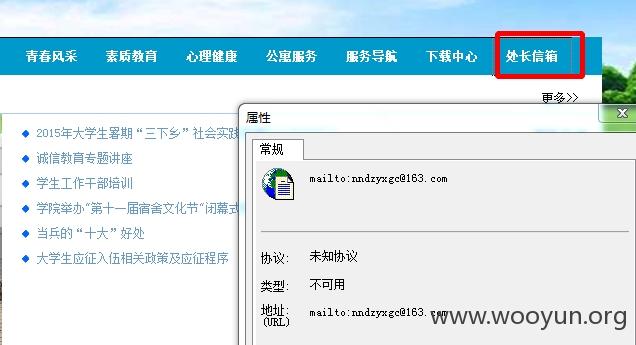 青春风采 素质教育 心理健康 公寓服务 服务导航 下载中心 处长信箱
更多>>
2015年大学生署期“三下乡”社会实践
诚信教育专题讲座
学生工作干部培训
学院举办“第十一届宿舍文化节”闭幕式
当兵的“十大”好处
大学生应征入伍相关政策及应征程序
属性
常规
mailto:nndzyxgc@163.com
协议: 未知协议
类型: 不可用
地址: mailto:nndzyxgc@163.com
(URL)
www.wooyun.org